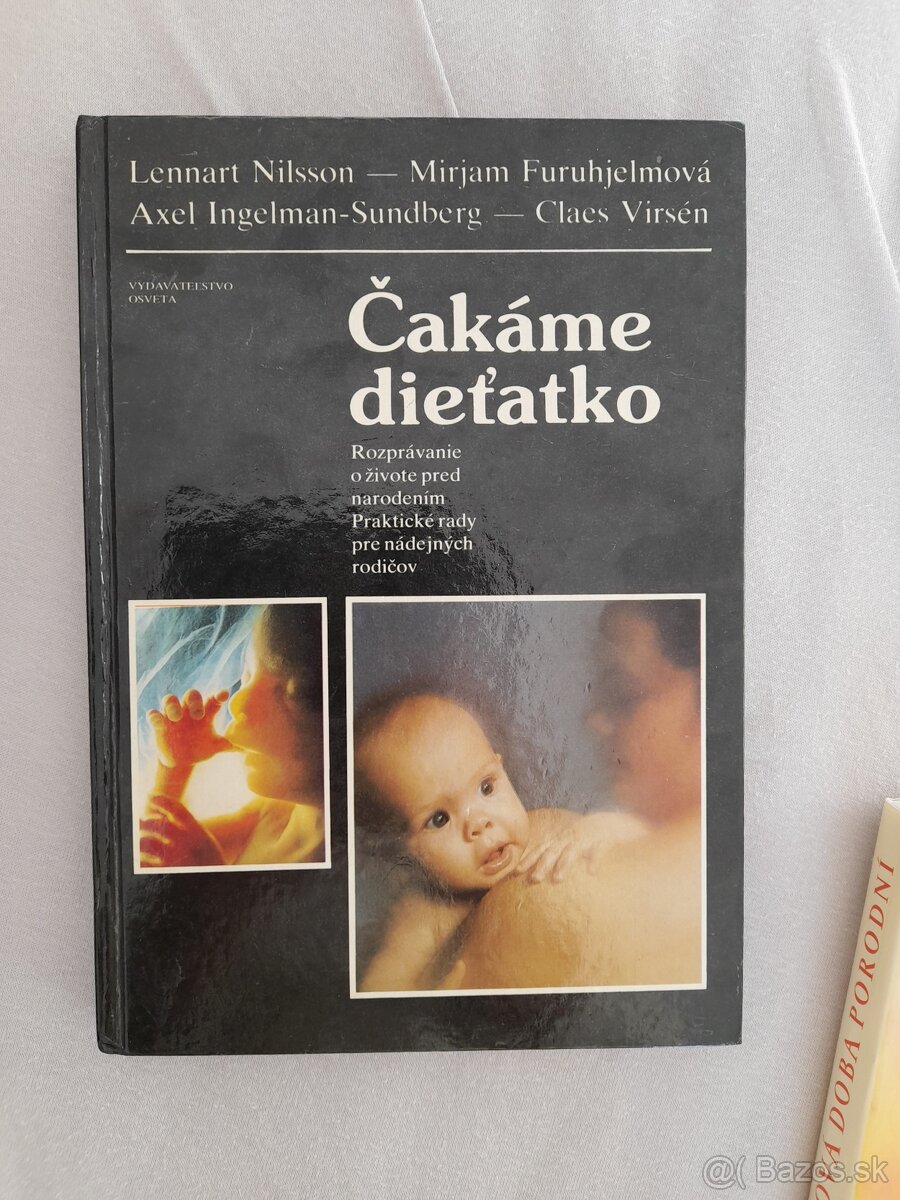 Lennart Nilsson — Mirjam Furuhjelmová
Axel Ingelman-Sundberg — Claes Virsén
VYDAVATEĽSTVO
OSVETA
Čakáme
dieťatko
Rozprávanie
o živote pred
narodením
Praktické rady
pre nádejných
rodičov
DOBA PORODNÍ
@( Bazos.sk